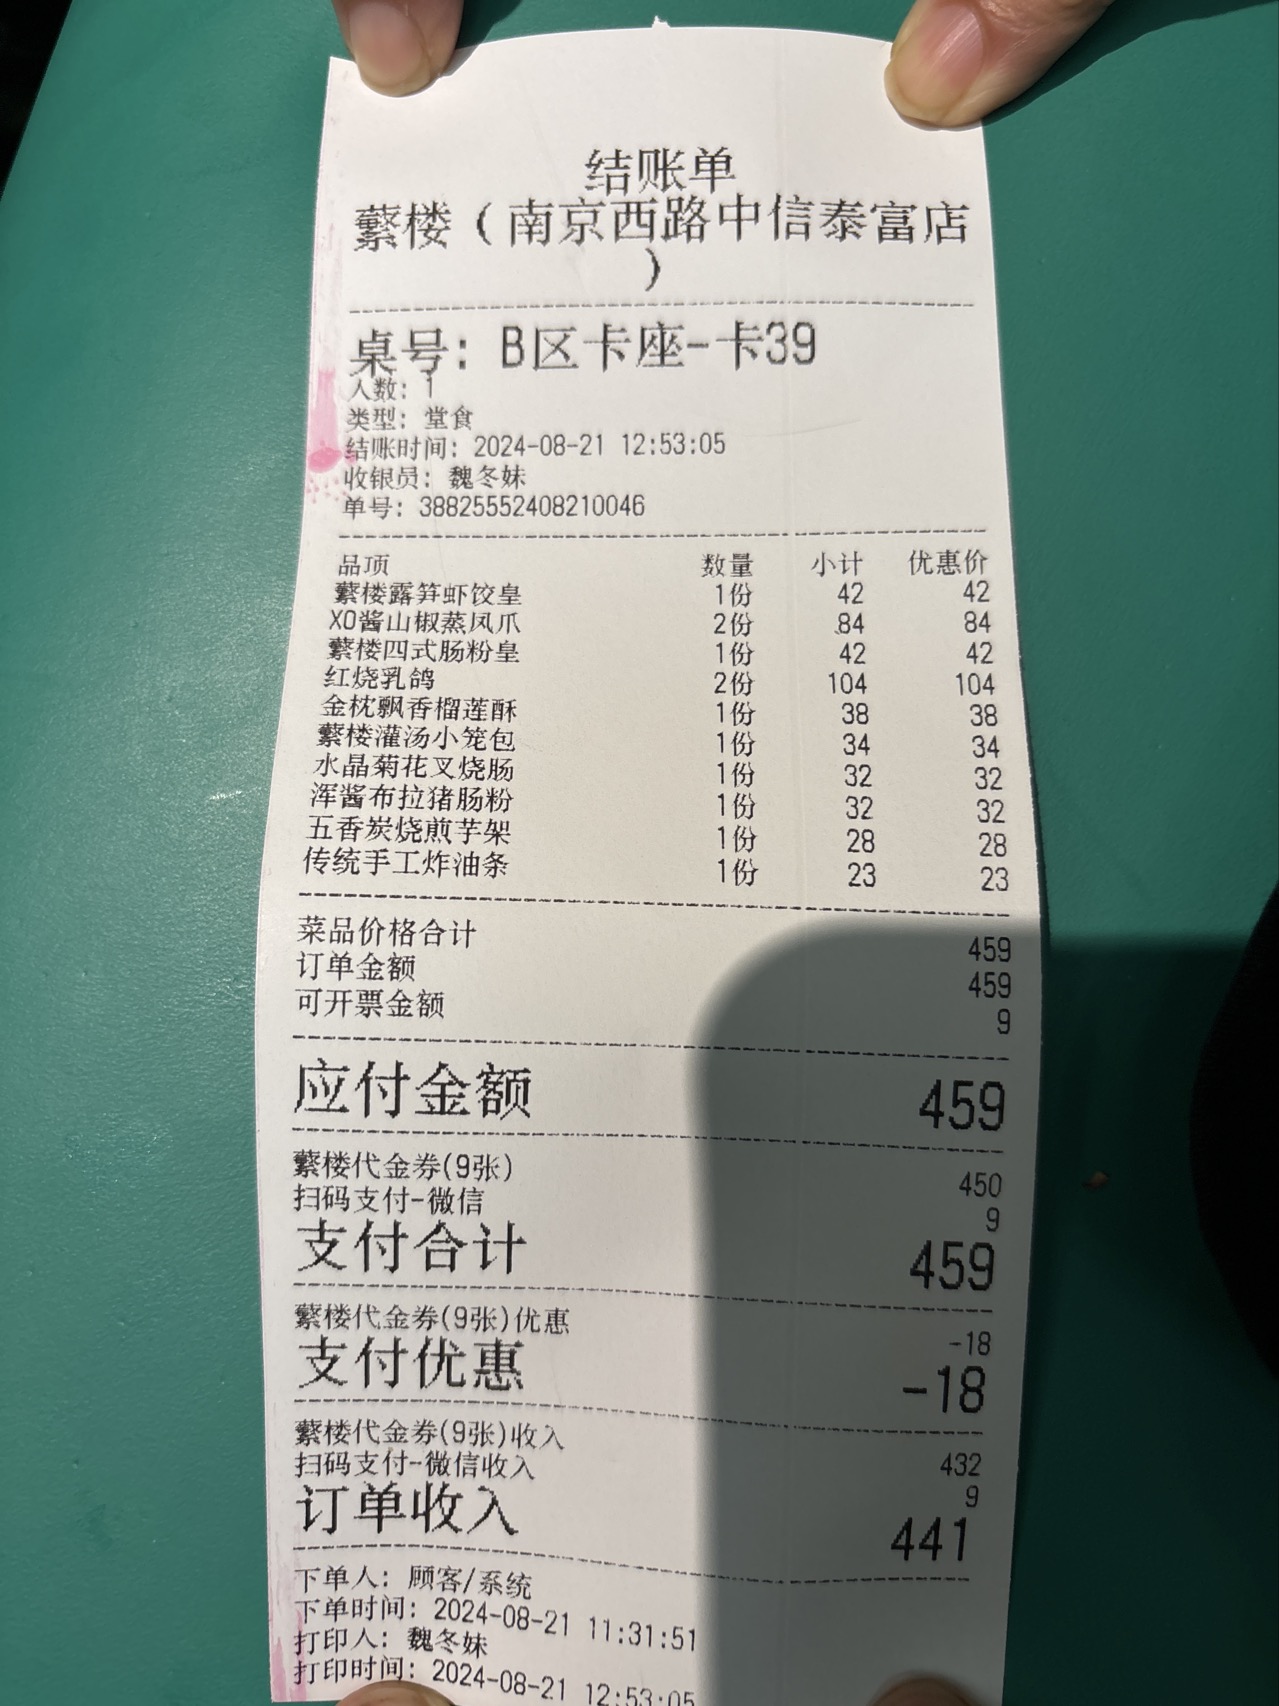 结账单
蘩楼（南京西路中信泰富店
）
桌号: B区卡座-卡39
人数: 1
类型: 堂食
结账时间: 2024-08-21 12:53:05
收银员: 魏冬妹
单号: 38825552408210046
品项 数量 小计 优惠价
蘩楼露笋虾饺皇 1份 42 42
XO酱山椒蒸凤爪 2份 84 84
蘩楼四式肠粉皇 1份 42 42
红烧乳鸽 2份 104 104
金枕飘香榴莲酥 1份 38 38
蘩楼灌汤小笼包 1份 34 34
水晶菊花叉烧肠 1份 32 32
浑酱布拉猪肠粉 1份 32 32
五香炭烧煎芋架 1份 28 28
传统手工炸油条 1份 23 23
菜品价格合计 459
订单金额 459
可开票金额 9
应付金额 459
蘩楼代金券(9张) 450
扫码支付-微信 9
支付合计 459
蘩楼代金券(9张)优惠 -18
支付优惠 -18
蘩楼代金券(9张)收入 432
扫码支付-微信收入 9
订单收入 441
下单人: 顾客/系统
下单时间: 2024-08-21 11:31:51
打印人: 魏冬妹
打印时间: 2024-08-21 12:53:05